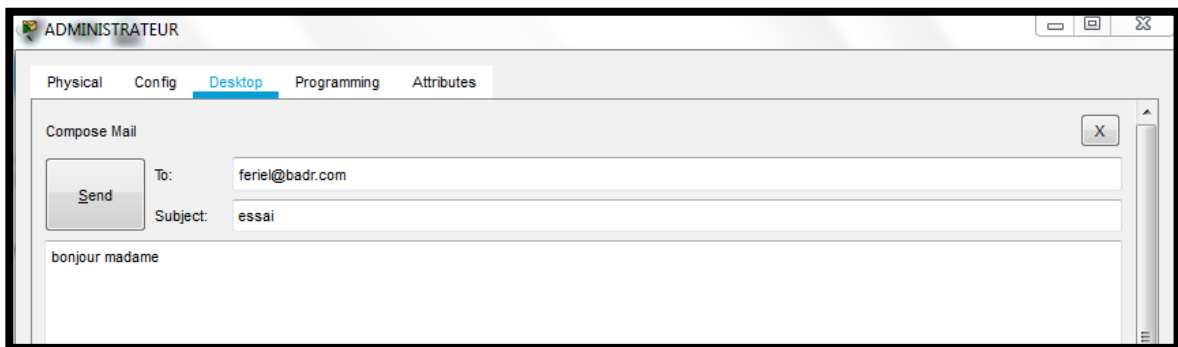 ADMINISTRATEUR
Physical Config Desktop Programming Attributes
Compose Mail X
To: feriel@badr.com
Send
Subject: essai
bonjour madame